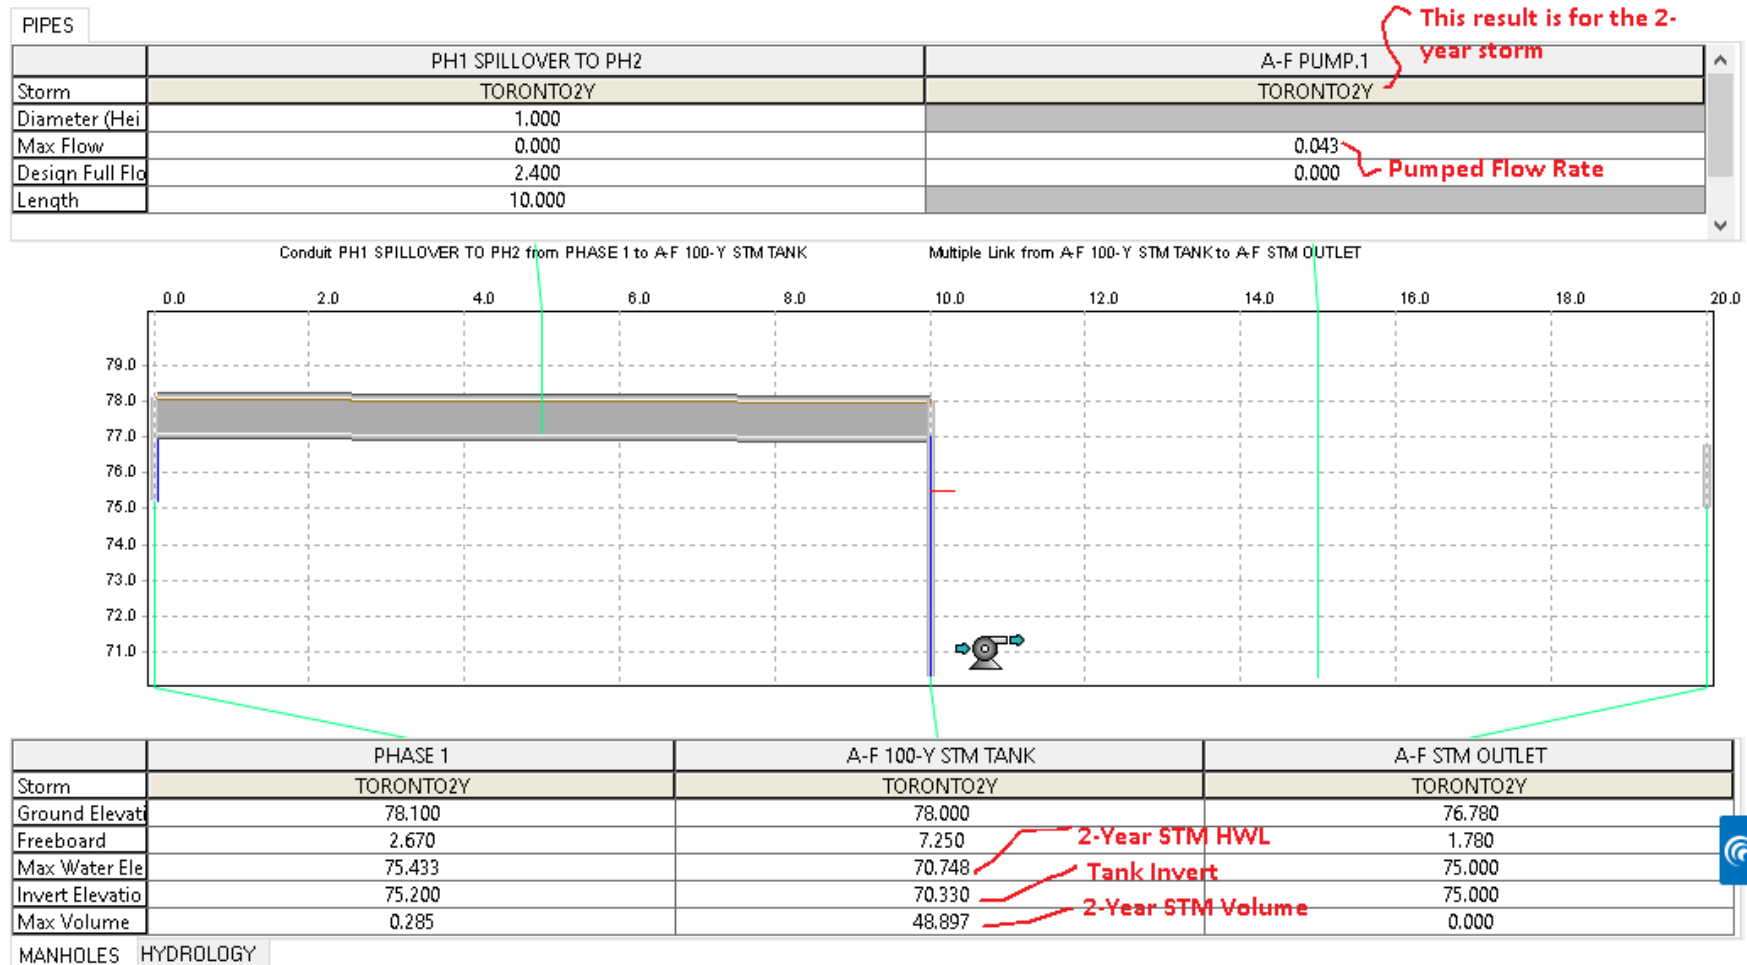 This result is for the 2-
year storm
PIPES
PH1 SPILLOVER TO PH2 A-F PUMP.1
Storm TORONTO2Y TORONTO2Y
Diameter (Hei 1.000
Max Flow 0.000 0.043
Pumped Flow Rate
Design Full Flo 2.400 0.000
Length 10.000
Conduit PH1 SPILLOVER TO PH2 from PHASE 1 to A-F 100-Y STM TANK Multiple Link from A-F 100-Y STM TANK to A-F STM OUTLET
0.0 2.0 4.0 6.0 8.0 10.0 12.0 14.0 16.0 18.0 20.0
79.0
78.0
77.0
76.0
75.0
74.0
73.0
72.0
71.0
PHASE 1 A-F 100-Y STM TANK A-F STM OUTLET
Storm TORONTO2Y TORONTO2Y TORONTO2Y
Ground Elevati 78.100 78.000 76.780
Freeboard 2.670 7.250 2-Year STM HWL 1.780
Max Water Ele 75.433 70.748 75.000
Tank Invert
Invert Elevatio 75.200 70.330 75.000
2-Year STM Volume
Max Volume 0.285 48.897 0.000
MANHOLES HYDROLOGY